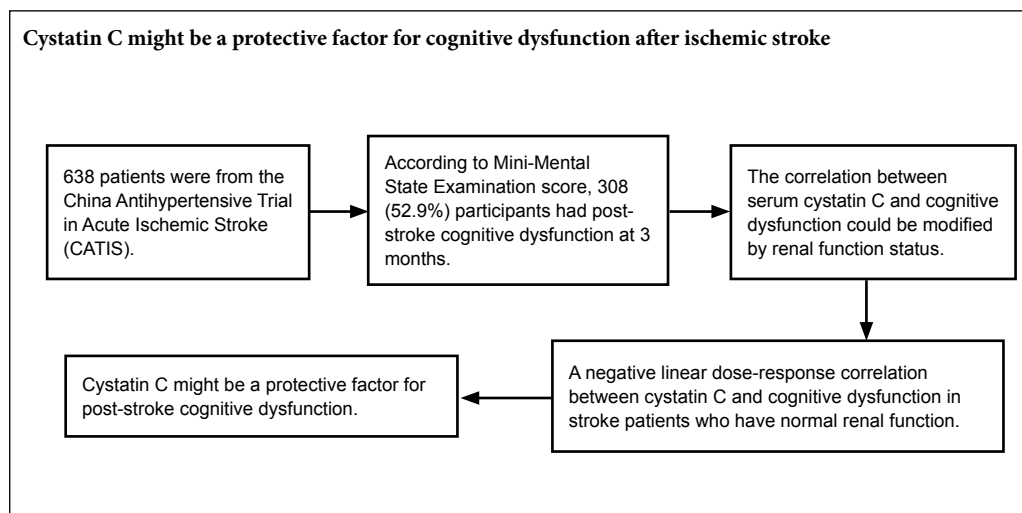 Cystatin C might be a protective factor for cognitive dysfunction after ischemic stroke
638 patients were from the
China Antihypertensive Trial
in Acute Ischemic Stroke
(CATIS).
According to Mini-Mental
State Examination score, 308
(52.9%) participants had post-
stroke cognitive dysfunction at 3
months.
The correlation between
serum cystatin C and cognitive
dysfunction could be modified
by renal function status.
A negative linear dose-response correlation
between cystatin C and cognitive dysfunction in
stroke patients who have normal renal function.
Cystatin C might be a protective factor for
post-stroke cognitive dysfunction.